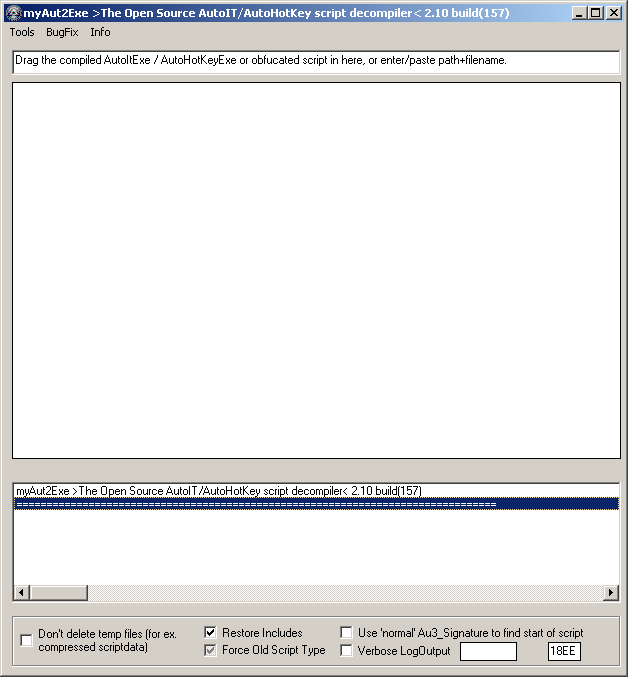 myAut2Exe >The Open Source AutoIT/AutoHotKey script decompiler< 2.10 build(157)
Tools BugFix Info
Drag the compiled AutoItExe / AutoHotKeyExe or obfucated script in here, or enter/paste path+filename.
myAut2Exe >The Open Source AutoIT/AutoHotKey script decompiler< 2.10 build(157)
================================================================================
Don't delete temp files (for ex.
compressed scriptdata)
Restore Includes
Force Old Script Type
Use 'normal' Au3_Signature to find start of script
Verbose LogOutput
18EE